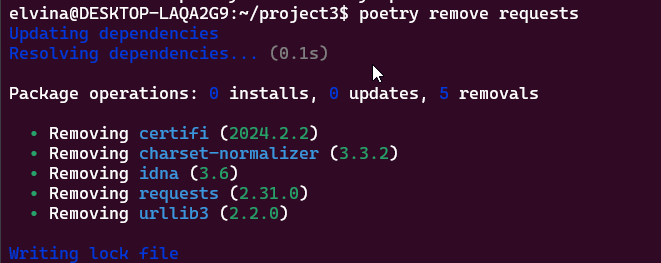 elvina@DESKTOP-LAQA2G9:~/project3$ poetry remove requests
Updating dependencies
Resolving dependencies... (0.1s)
Package operations: 0 installs, 0 updates, 5 removals
• Removing certifi (2024.2.2)
• Removing charset-normalizer (3.3.2)
• Removing idna (3.6)
• Removing requests (2.31.0)
• Removing urllib3 (2.2.0)
Writing lock file